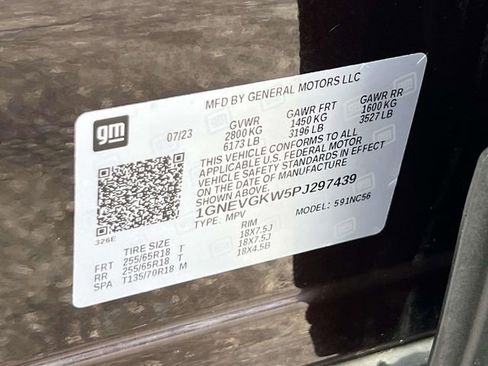 MFD BY GENERAL MOTORS LLC
gm
07/23 GVWR GAWR FRT GAWR RR
2800 KG 1450 KG 1600 KG
6173 LB 3196 LB 3527 LB
THIS VEHICLE CONFORMS TO ALL
APPLICABLE U.S. FEDERAL MOTOR
VEHICLE SAFETY STANDARDS IN EFFECT
ON THE DATE OF MANUFACTURE
1GNEVGKW5PJ297439
TYPE: MPV MODEL: 591NC56
326E
TIRE SIZE RIM
FRT 255/65R18 T 18X7.5J
RR 255/65R18 T 18X7.5J
SPA T135/70R18 M 18X4.5B